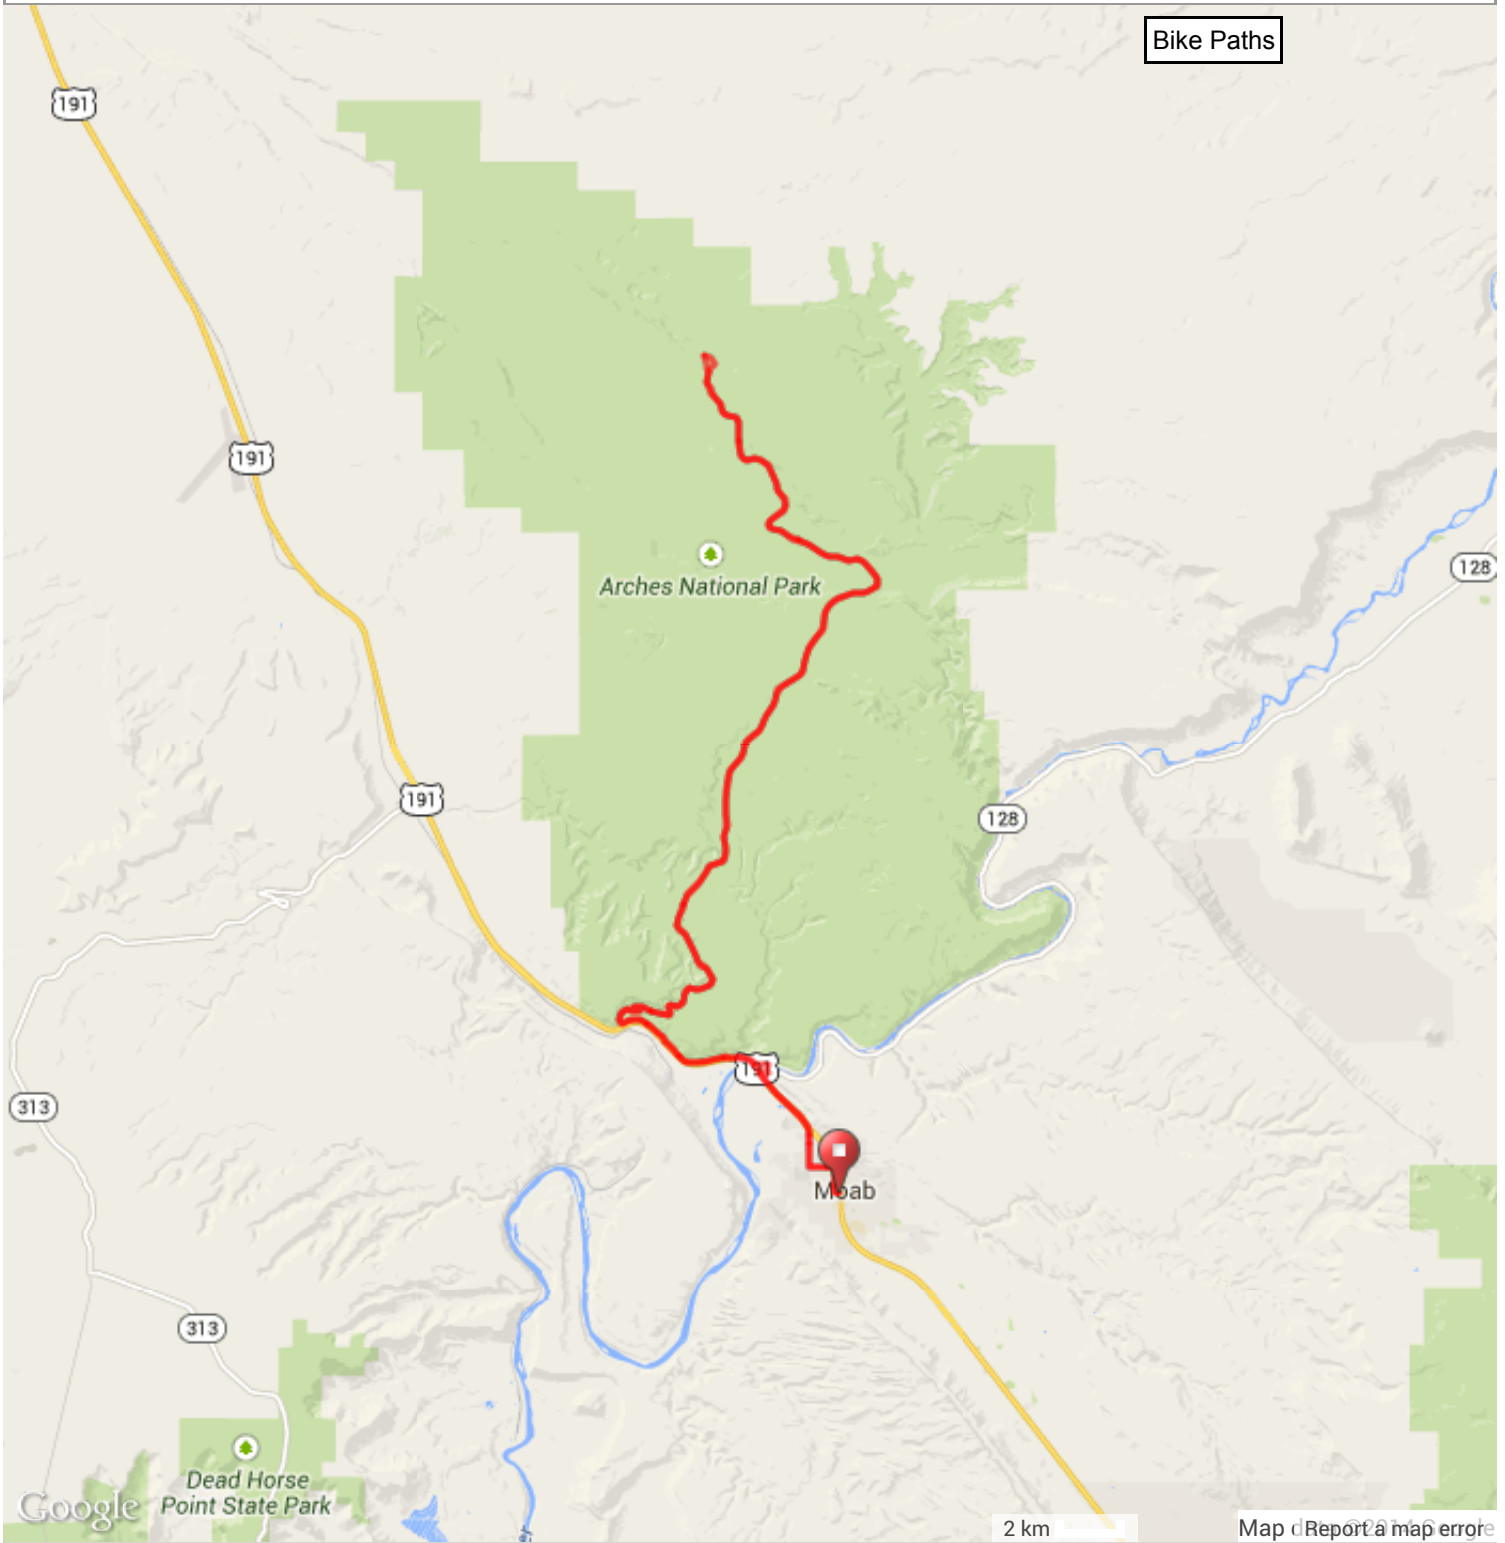 Bike Paths
191
191
Arches National Park
128
191
128
191
313
Moab
313
Dead Horse
Point State Park
Google
2 km
Map
Report a map error